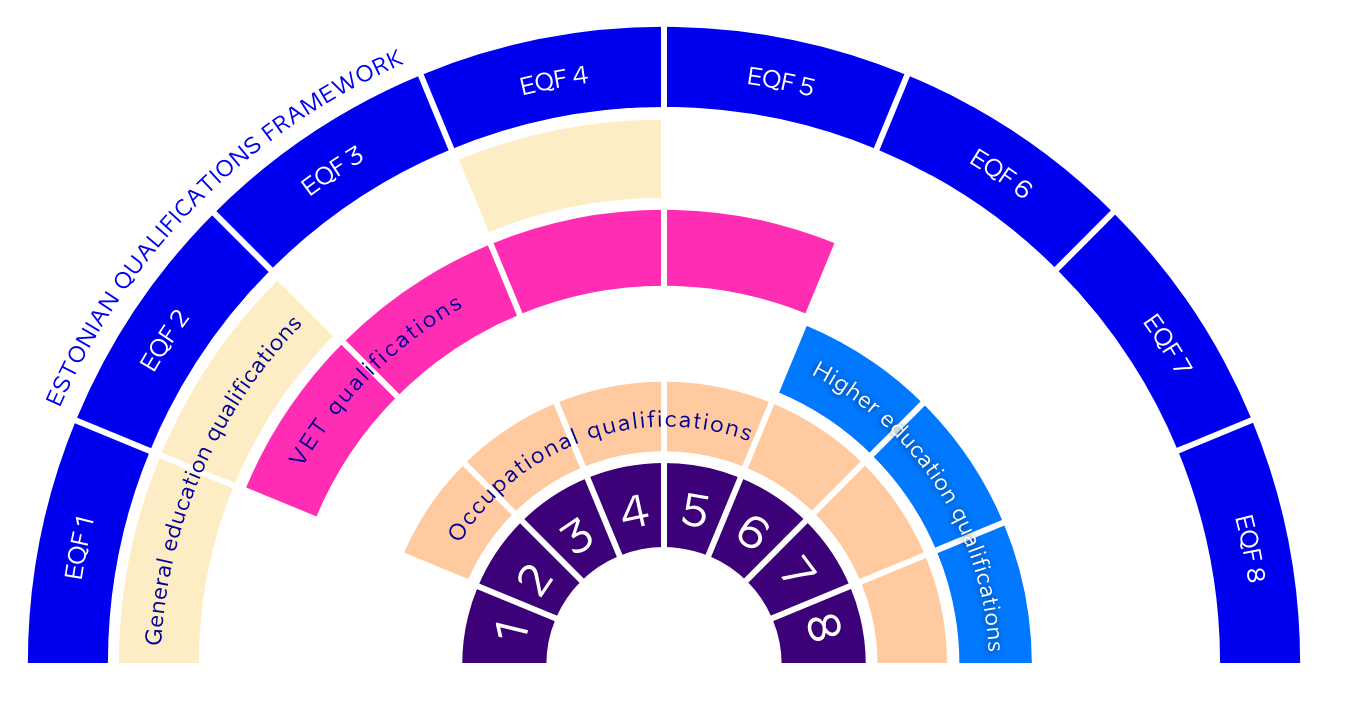 ESTONIAN QUALIFICATIONS FRAMEWORK
EQF 1
EQF 2
EQF 3
EQF 4
EQF 5
EQF 6
EQF 7
EQF 8
General education qualifications
VET qualifications
Occupational qualifications
Higher education qualifications
1
2
3
4
5
6
7
8